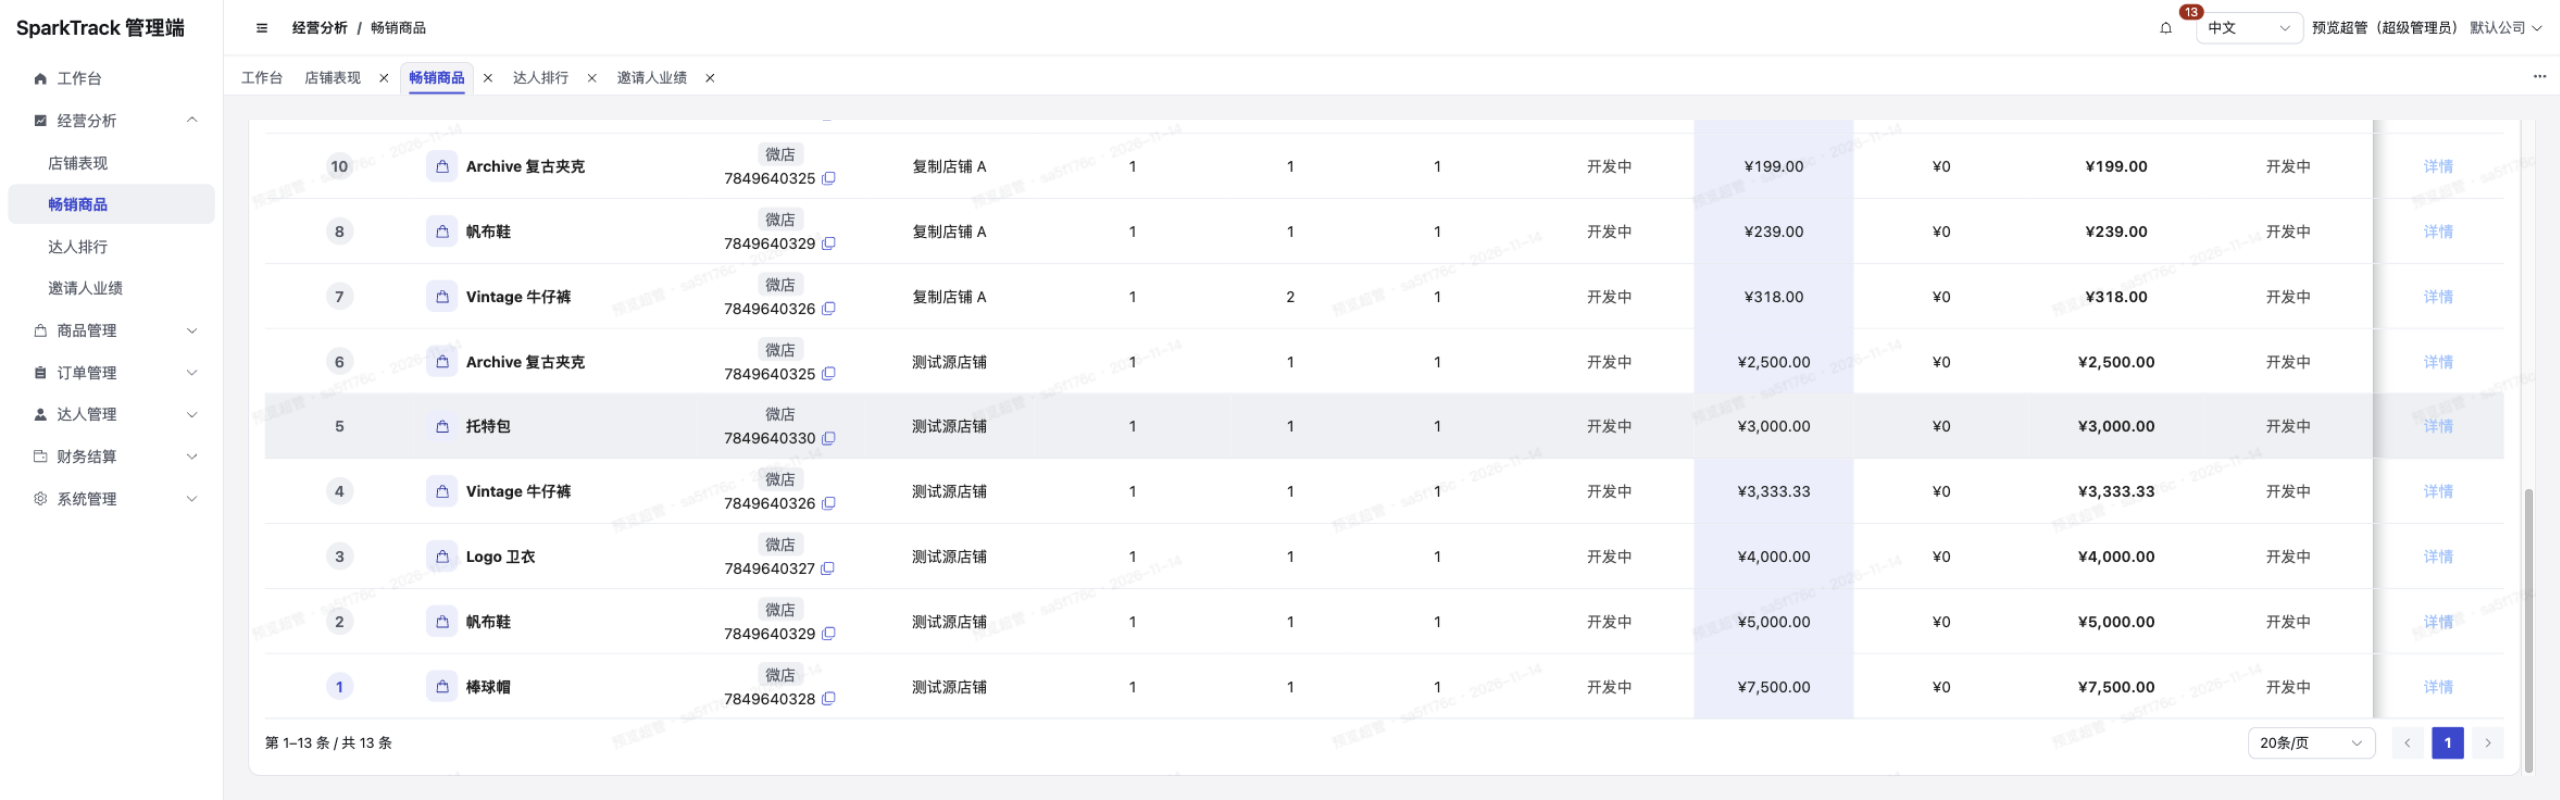 SparkTrack 管理端
经营分析 / 畅销商品
13
中文
预览超管（超级管理员） 默认公司
工作台 店铺表现 畅销商品 达人排行 邀请人业绩
工作台
经营分析
店铺表现
畅销商品
达人排行
邀请人业绩
商品管理
订单管理
达人管理
财务结算
系统管理
10 Archive 复古夹克 微店 7849640325 复制店铺 A 1 1 1 开发中 ¥199.00 ¥0 ¥199.00 开发中 详情
8 帆布鞋 微店 7849640329 复制店铺 A 1 1 1 开发中 ¥239.00 ¥0 ¥239.00 开发中 详情
7 Vintage 牛仔裤 微店 7849640326 复制店铺 A 1 2 1 开发中 ¥318.00 ¥0 ¥318.00 开发中 详情
6 Archive 复古夹克 微店 7849640325 测试源店铺 1 1 1 开发中 ¥2,500.00 ¥0 ¥2,500.00 开发中 详情
5 托特包 微店 7849640330 测试源店铺 1 1 1 开发中 ¥3,000.00 ¥0 ¥3,000.00 开发中 详情
4 Vintage 牛仔裤 微店 7849640326 测试源店铺 1 1 1 开发中 ¥3,333.33 ¥0 ¥3,333.33 开发中 详情
3 Logo 卫衣 微店 7849640327 测试源店铺 1 1 1 开发中 ¥4,000.00 ¥0 ¥4,000.00 开发中 详情
2 帆布鞋 微店 7849640329 测试源店铺 1 1 1 开发中 ¥5,000.00 ¥0 ¥5,000.00 开发中 详情
1 棒球帽 微店 7849640328 测试源店铺 1 1 1 开发中 ¥7,500.00 ¥0 ¥7,500.00 开发中 详情
第 1–13 条 / 共 13 条
20条/页
1
预览超管 · sa5f176c · 2026-11-14